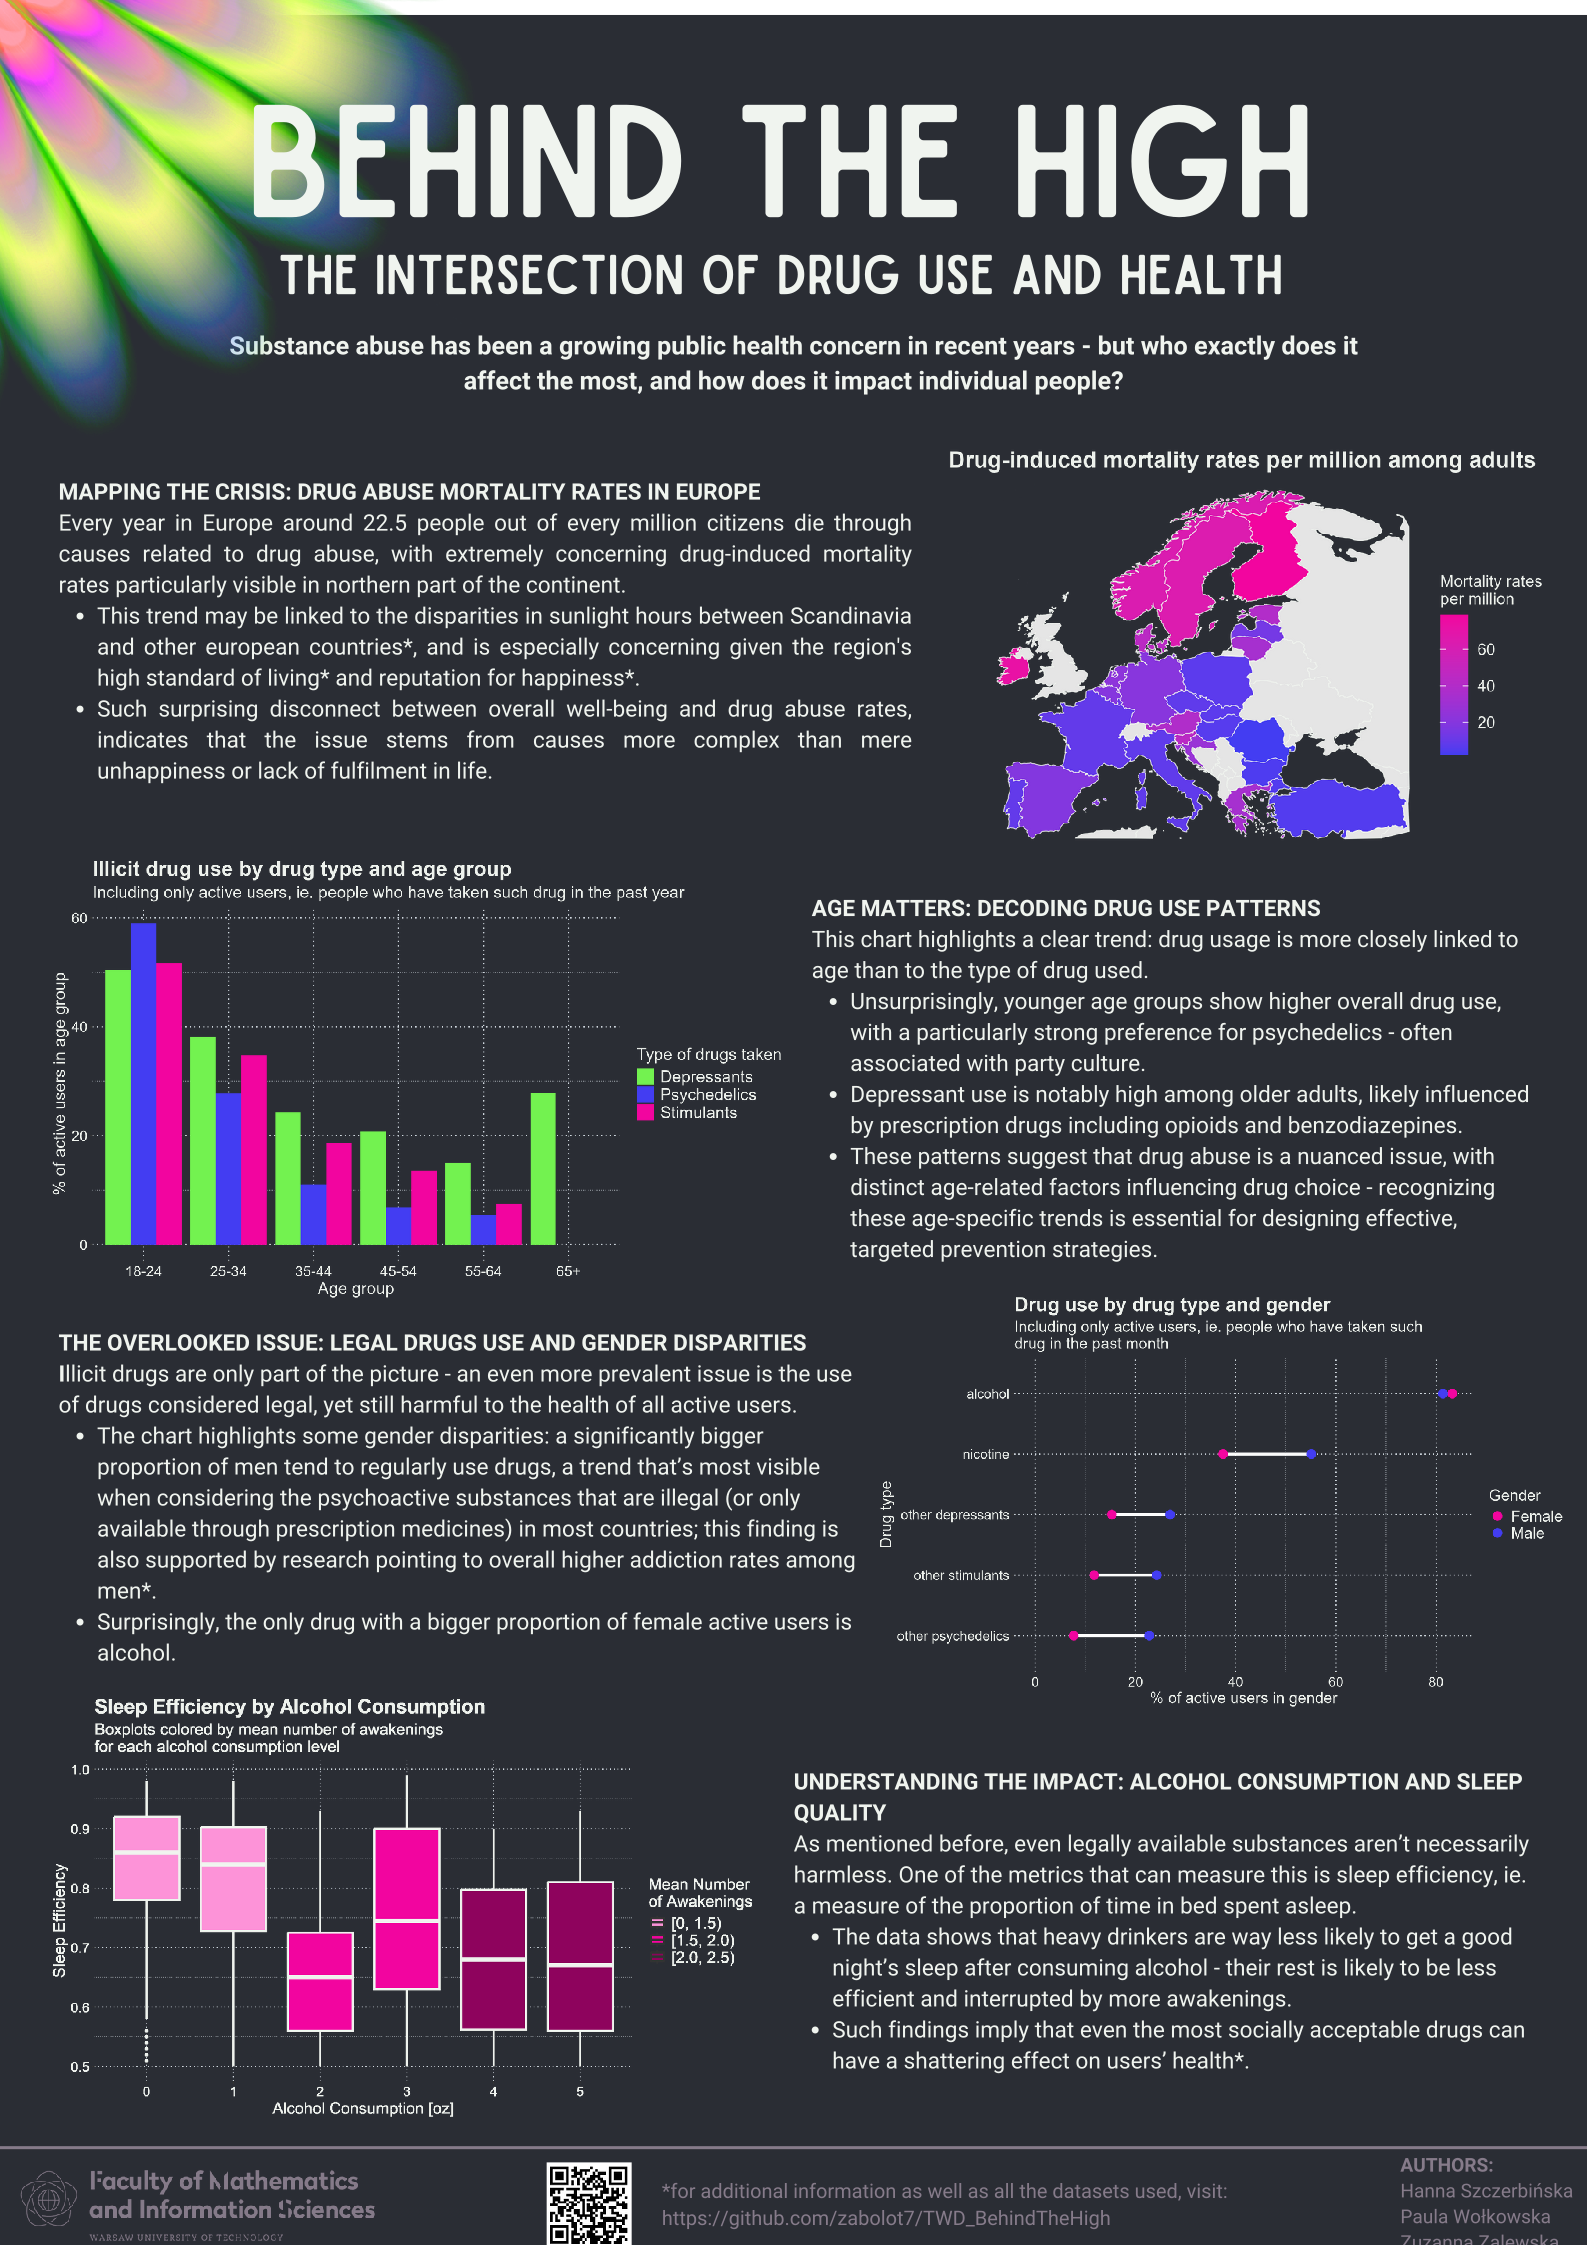 BEHIND THE HIGH
THE INTERSECTION OF DRUG USE AND HEALTH
Substance abuse has been a growing public health concern in recent years - but who exactly does it
affect the most, and how does it impact individual people?
MAPPING THE CRISIS: DRUG ABUSE MORTALITY RATES IN EUROPE
Every year in Europe around 22.5 people out of every million citizens die through
causes related to drug abuse, with extremely concerning drug-induced mortality
rates particularly visible in northern part of the continent.
• This trend may be linked to the disparities in sunlight hours between Scandinavia
and other european countries*, and is especially concerning given the region's
high standard of living* and reputation for happiness*.
• Such surprising disconnect between overall well-being and drug abuse rates,
indicates that the issue stems from causes more complex than mere
unhappiness or lack of fulfilment in life.
Drug-induced mortality rates per million among adults
Mortality rates
per million
60
40
20
Illicit drug use by drug type and age group
Including only active users, ie. people who have taken such drug in the past year
% of active users in age group
60
40
20
0
18-24 25-34 35-44 45-54 55-64 65+
Age group
Type of drugs taken
Depressants
Psychedelics
Stimulants
AGE MATTERS: DECODING DRUG USE PATTERNS
This chart highlights a clear trend: drug usage is more closely linked to
age than to the type of drug used.
• Unsurprisingly, younger age groups show higher overall drug use,
with a particularly strong preference for psychedelics - often
associated with party culture.
• Depressant use is notably high among older adults, likely influenced
by prescription drugs including opioids and benzodiazepines.
• These patterns suggest that drug abuse is a nuanced issue, with
distinct age-related factors influencing drug choice - recognizing
these age-specific trends is essential for designing effective,
targeted prevention strategies.
THE OVERLOOKED ISSUE: LEGAL DRUGS USE AND GENDER DISPARITIES
Illicit drugs are only part of the picture - an even more prevalent issue is the use
of drugs considered legal, yet still harmful to the health of all active users.
• The chart highlights some gender disparities: a significantly bigger
proportion of men tend to regularly use drugs, a trend that's most visible
when considering the psychoactive substances that are illegal (or only
available through prescription medicines) in most countries; this finding is
also supported by research pointing to overall higher addiction rates among
men*.
• Surprisingly, the only drug with a bigger proportion of female active users is
alcohol.
Drug use by drug type and gender
Including only active users, ie. people who have taken such
drug in the past month
Drug type
alcohol
nicotine
other depressants
other stimulants
other psychedelics
0 20 40 60 80
% of active users in gender
Gender
Female
Male
Sleep Efficiency by Alcohol Consumption
Boxplots colored by mean number of awakenings
for each alcohol consumption level
Sleep Efficiency
1.0
0.9
0.8
0.7
0.6
0.5
0 1 2 3 4 5
Alcohol Consumption [oz]
Mean Number
of Awakenings
[0, 1.5)
[1.5, 2.0)
[2.0, 2.5)
UNDERSTANDING THE IMPACT: ALCOHOL CONSUMPTION AND SLEEP
QUALITY
As mentioned before, even legally available substances aren't necessarily
harmless. One of the metrics that can measure this is sleep efficiency, ie.
a measure of the proportion of time in bed spent asleep.
• The data shows that heavy drinkers are way less likely to get a good
night's sleep after consuming alcohol - their rest is likely to be less
efficient and interrupted by more awakenings.
• Such findings imply that even the most socially acceptable drugs can
have a shattering effect on users' health*.
Faculty of Mathematics
and Information Sciences
WARSAW UNIVERSITY OF TECHNOLOGY
*for additional information as well as all the datasets used, visit:
https://github.com/zabolot7/TWD_BehindTheHigh
AUTHORS:
Hanna Szczerbińska
Paula Wołkowska
Zuzanna Zalewska